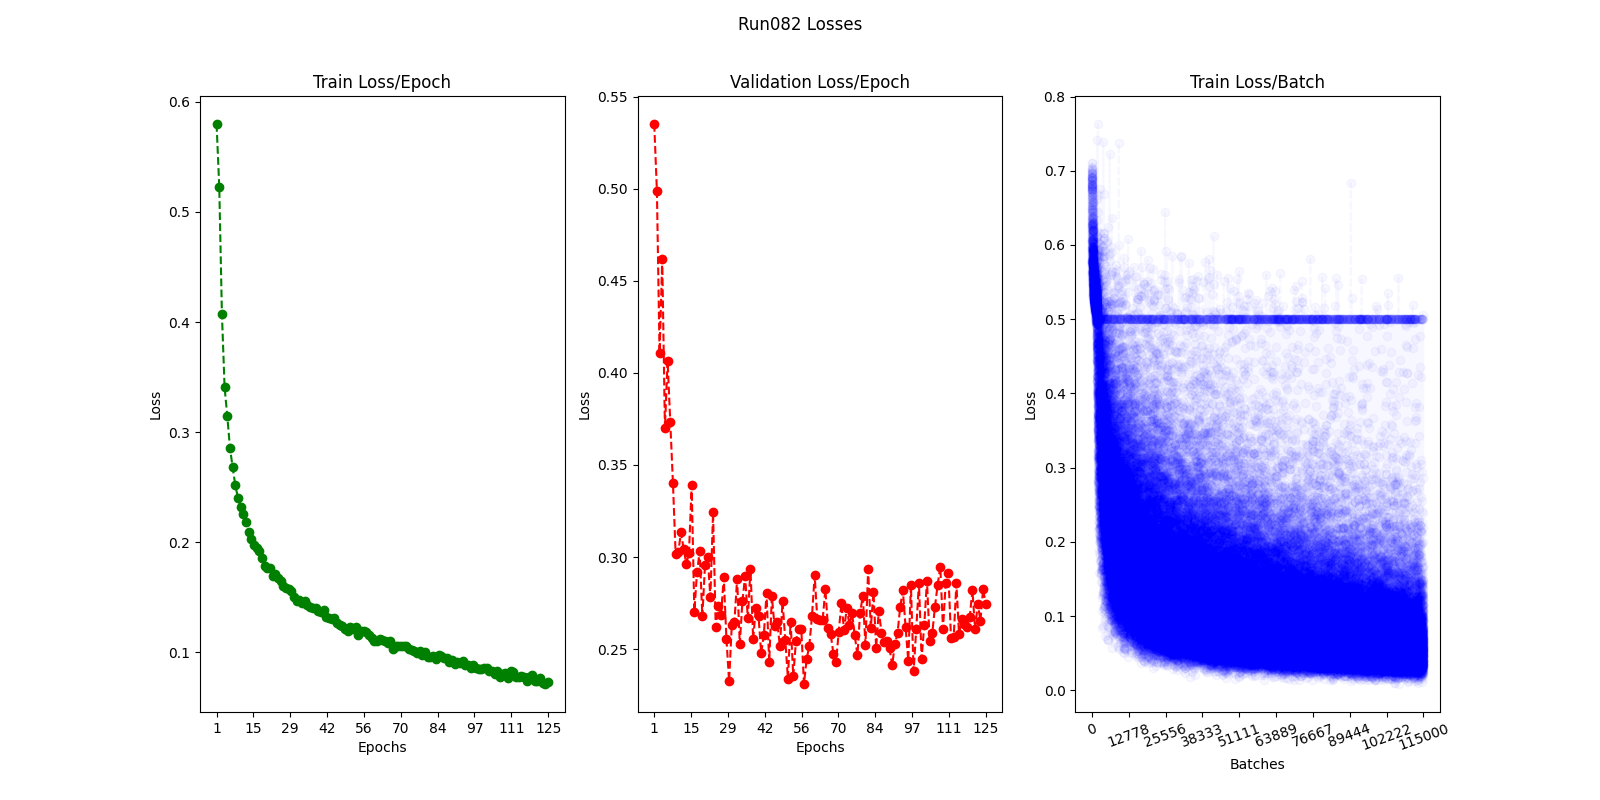 Run082 Losses
Train Loss/Epoch
Validation Loss/Epoch
Train Loss/Batch
0.6
0.5
0.4
0.3
0.2
0.1
Loss
1 15 29 42 56 70 84 97 111 125
Epochs
0.55
0.50
0.45
0.40
0.35
0.30
0.25
Loss
1 15 29 42 56 70 84 97 111 125
Epochs
0.8
0.7
0.6
0.5
0.4
0.3
0.2
0.1
0.0
Loss
0 12778 25556 38333 51111 63889 76667 89444 102222 115000
Batches